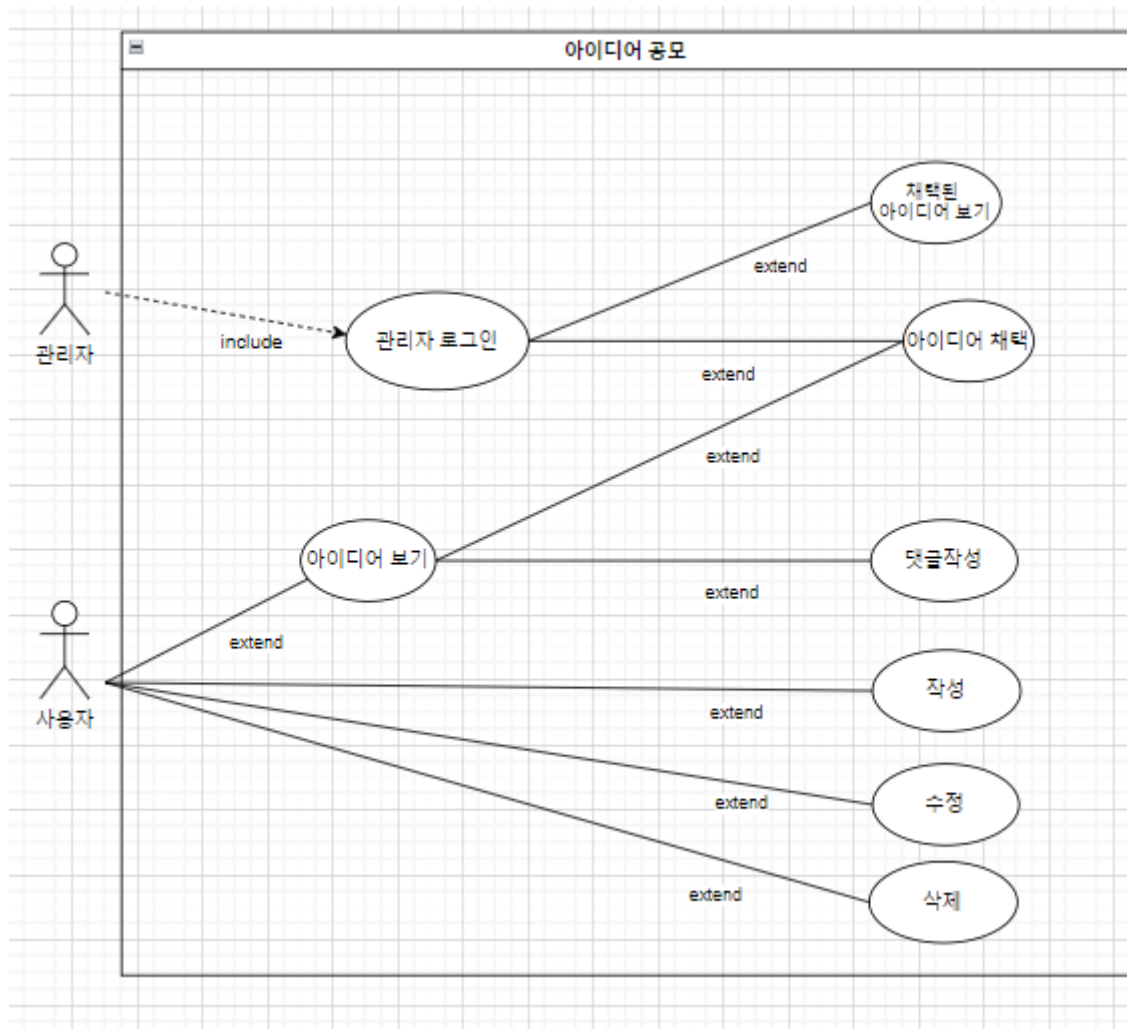 아이디어 공모
채택된
아이디어 보기
extend
관리자
include
관리자 로그인
아이디어 채택
extend
extend
아이디어 보기
댓글작성
extend
extend
사용자
작성
extend
수정
extend
삭제
extend